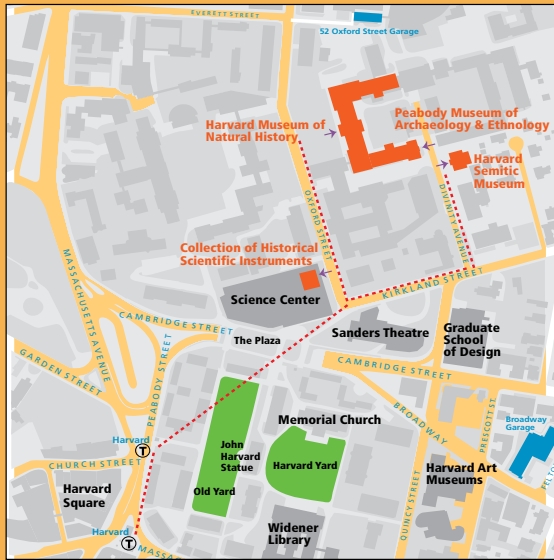 EVERETT STREET
52 Oxford Street Garage
Harvard Museum of
Natural History
Peabody Museum of
Archaeology & Ethnology
Harvard
Semitic
Museum
OXFORD STREET
DIVINITY AVENUE
Collection of Historical
Scientific Instruments
Science Center
KIRKLAND STREET
MASSACHUSETTS AVENUE
CAMBRIDGE STREET
The Plaza
Sanders Theatre
Graduate
School
of Design
GARDEN STREET
PEABODY STREET
CAMBRIDGE STREET
BROADWAY
PRESCOTT ST.
Memorial Church
Broadway
Garage
John
Harvard
Statue
Harvard Yard
Old Yard
Harvard
T
CHURCH STREET
Harvard
Square
Harvard Art
Museums
QUINCY STREET
FELTO
Widener
Library
Harvard
T
MASSA